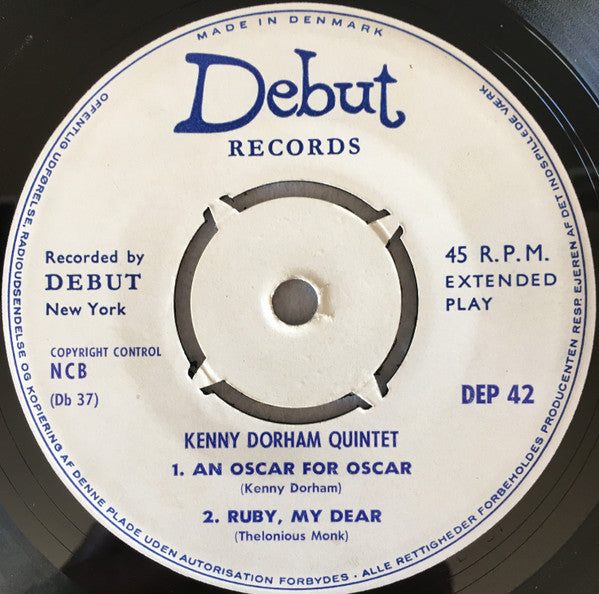 MADE IN DENMARK
Debut
RECORDS
Recorded by
DEBUT
New York
45 R.P.M.
EXTENDED
PLAY
COPYRIGHT CONTROL
NCB
(Db 37)
DEP 42
KENNY DORHAM QUINTET
1. AN OSCAR FOR OSCAR
(Kenny Dorham)
2. RUBY, MY DEAR
(Thelonious Monk)
OFFENTLIG UDFØRELSE, RADIOUDSENDELSE OG KOPIERING AF DENNE PLADE UDEN AUTORISATION FORBYDES · ALLE RETTIGHEDER FORBEHOLDES PRODUCENTEN RESP. EJEREN AF DET INDSPILLEDE VÆRK